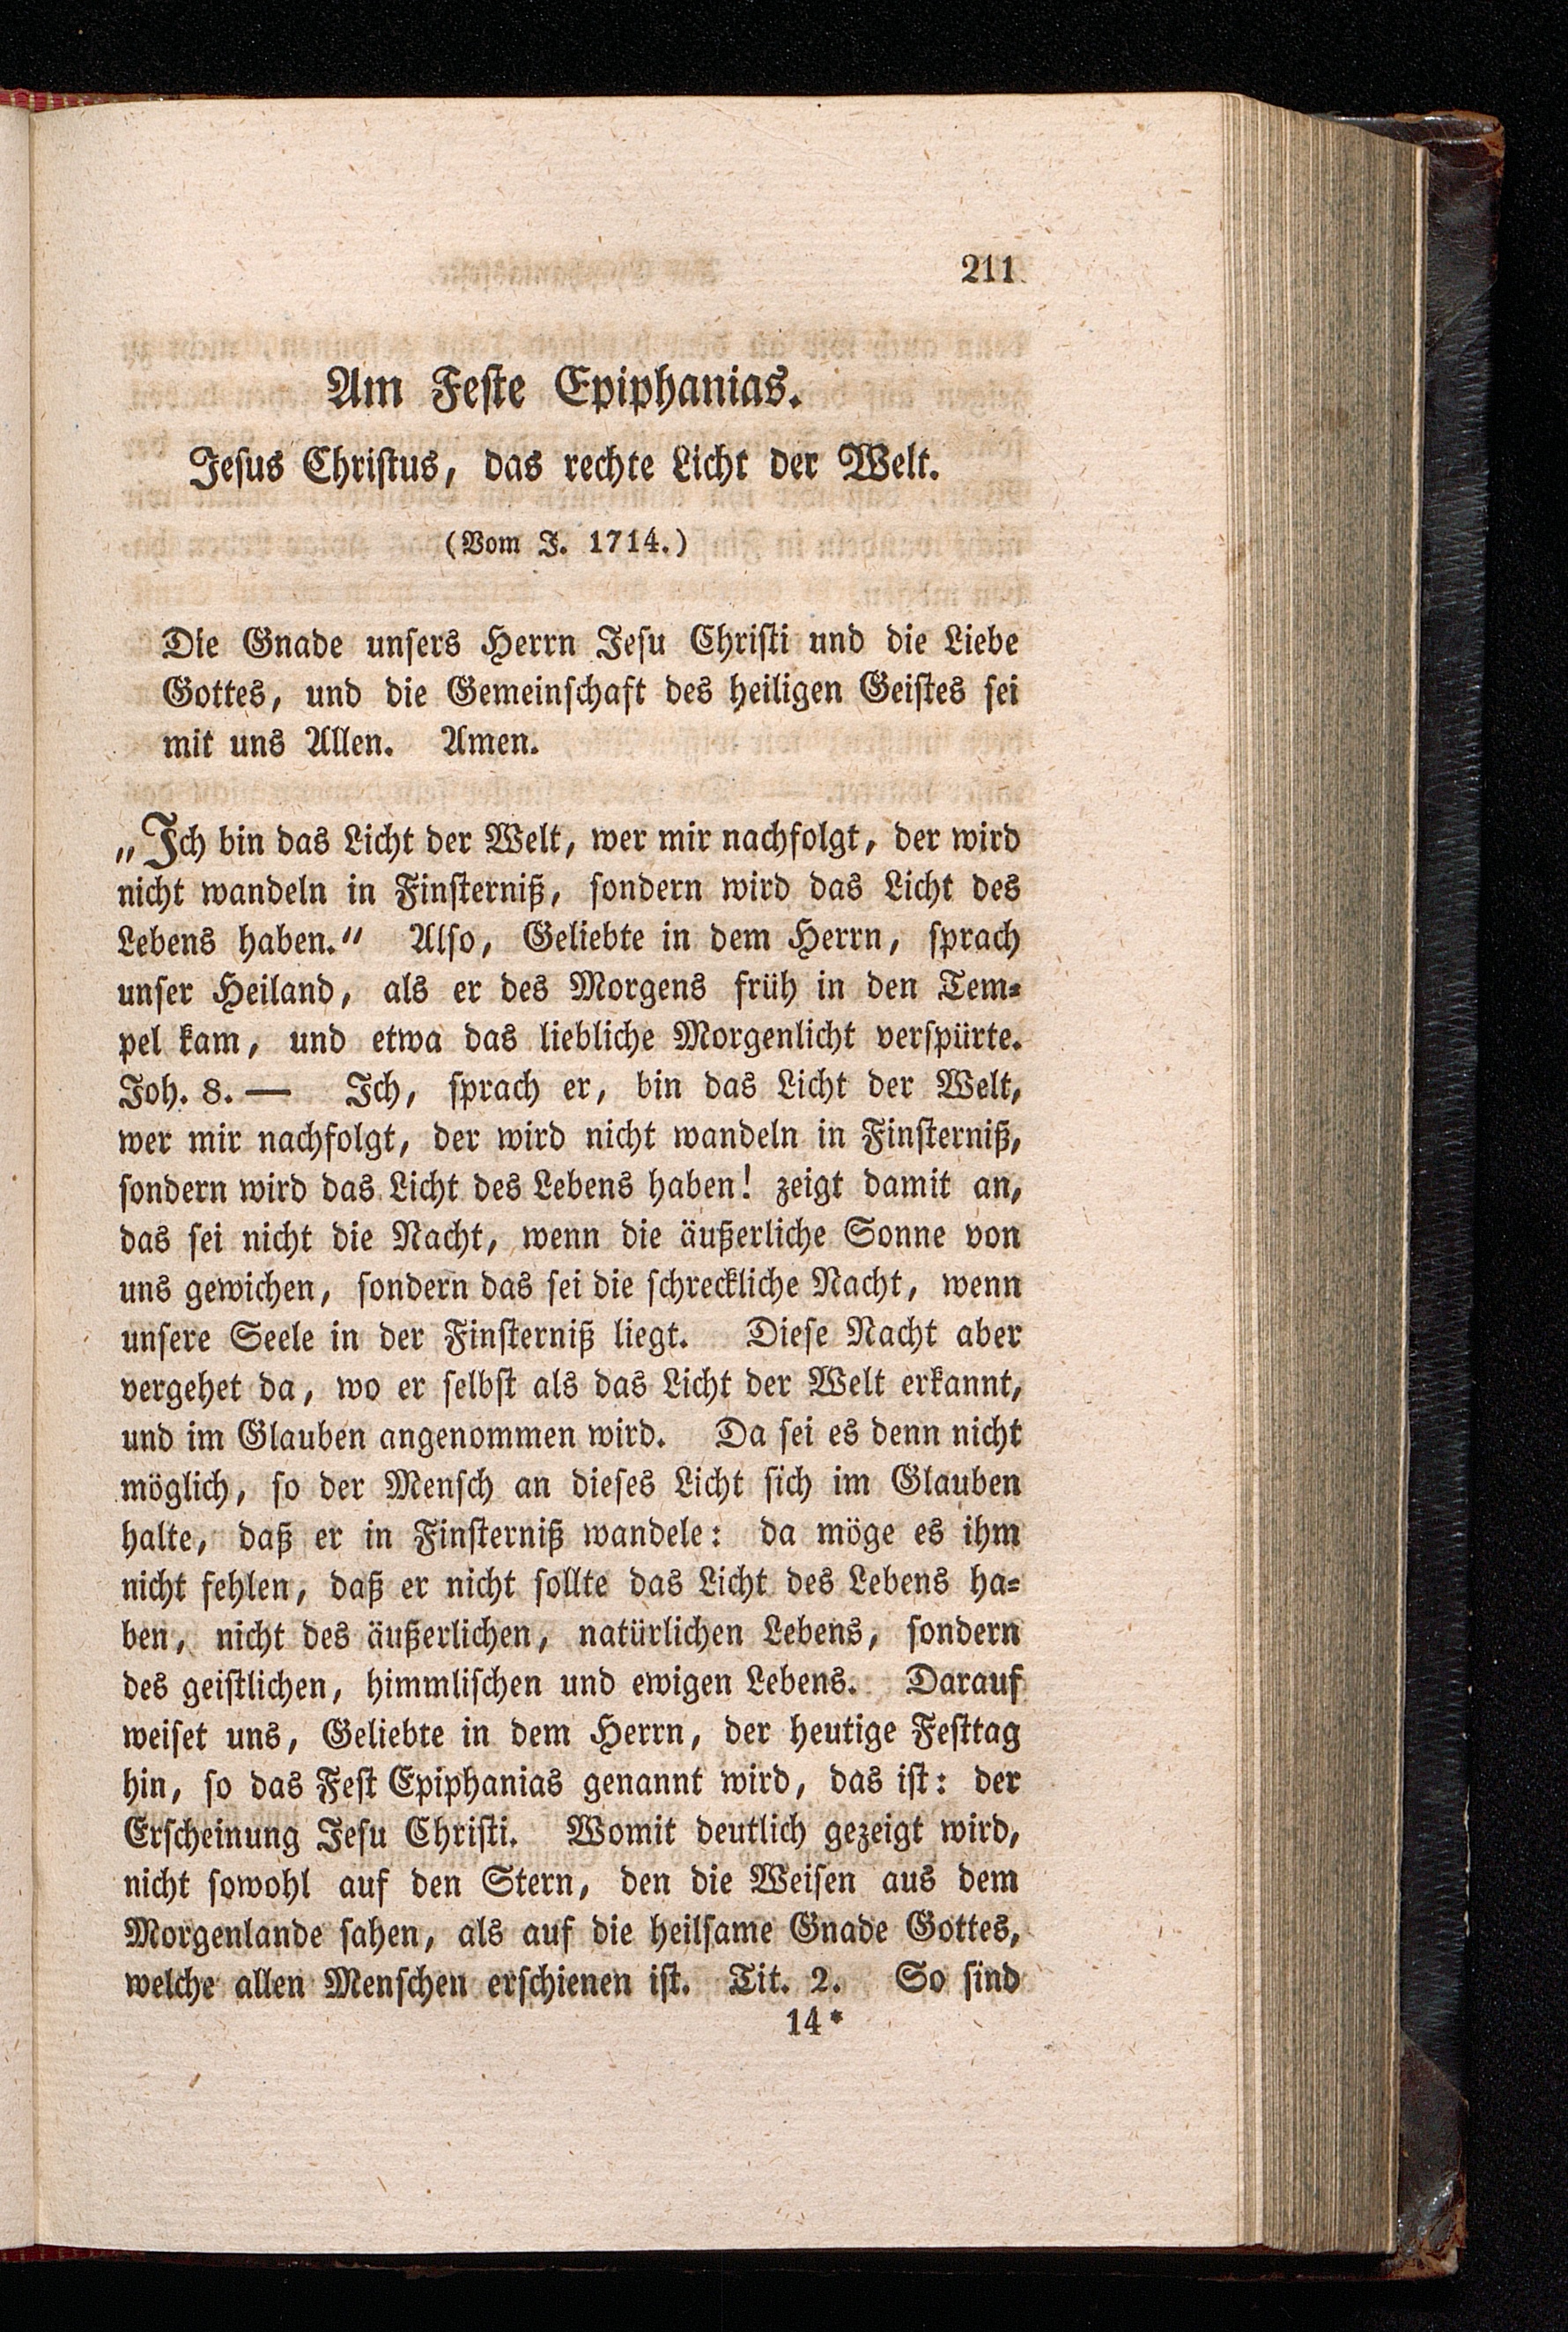 211
Am Feste Epiphanias.
Jesus Christus, das rechte Licht der Welt.
(Vom J. 1714.)
Die Gnade unsers Herrn Jesu Christi und die Liebe
Gottes, und die Gemeinschaft des heiligen Geistes sei
mit uns Allen. Amen.
„Ich bin das Licht der Welt, wer mir nachfolgt, der wird
nicht wandeln in Finsterniß, sondern wird das Licht des
Lebens haben.“ Also, Geliebte in dem Herrn, sprach
unser Heiland, als er des Morgens früh in den Tem-
pel kam, und etwa das liebliche Morgenlicht verspürte.
Joh. 8. — Ich, sprach er, bin das Licht der Welt,
wer mir nachfolgt, der wird nicht wandeln in Finsterniß,
sondern wird das Licht des Lebens haben! zeigt damit an,
das sei nicht die Nacht, wenn die äußerliche Sonne von
uns gewichen, sondern das sei die schreckliche Nacht, wenn
unsere Seele in der Finsterniß liegt. Diese Nacht aber
vergehet da, wo er selbst als das Licht der Welt erkannt,
und im Glauben angenommen wird. Da sei es denn nicht
möglich, so der Mensch an dieses Licht sich im Glauben
halte, daß er in Finsterniß wandele: da möge es ihm
nicht fehlen, daß er nicht sollte das Licht des Lebens ha-
ben, nicht des äußerlichen, natürlichen Lebens, sondern
des geistlichen, himmlischen und ewigen Lebens. Darauf
weiset uns, Geliebte in dem Herrn, der heutige Festtag
hin, so das Fest Epiphanias genannt wird, das ist: der
Erscheinung Jesu Christi. Womit deutlich gezeigt wird,
nicht sowohl auf den Stern, den die Weisen aus dem
Morgenlande sahen, als auf die heilsame Gnade Gottes,
welche allen Menschen erschienen ist. Tit. 2. So sind
14*